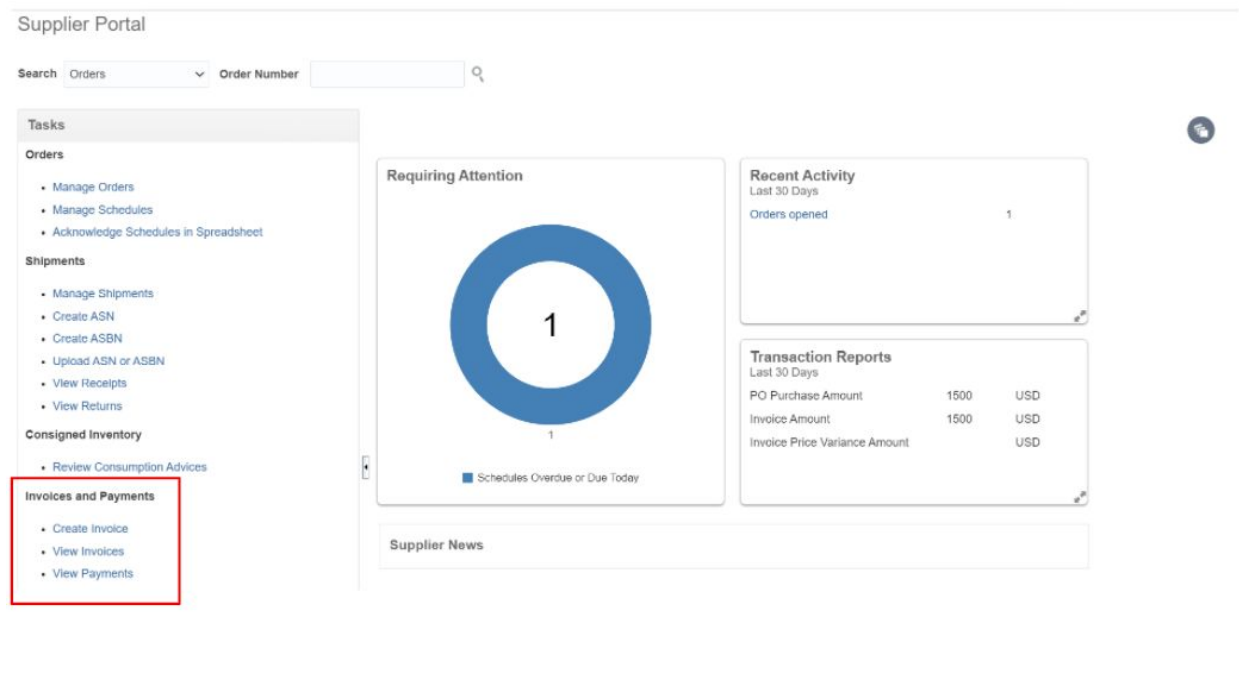 Supplier Portal
Search Orders Order Number
Tasks
Orders
Manage Orders
Manage Schedules
Acknowledge Schedules in Spreadsheet
Shipments
Manage Shipments
Create ASN
Create ASBN
Upload ASN or ASBN
View Receipts
View Returns
Consigned Inventory
Review Consumption Advices
Invoices and Payments
Create Invoice
View Invoices
View Payments
Requiring Attention
1
1
Schedules Overdue or Due Today
Recent Activity
Last 30 Days
Orders opened 1
Transaction Reports
Last 30 Days
PO Purchase Amount 1500 USD
Invoice Amount 1500 USD
Invoice Price Variance Amount USD
Supplier News